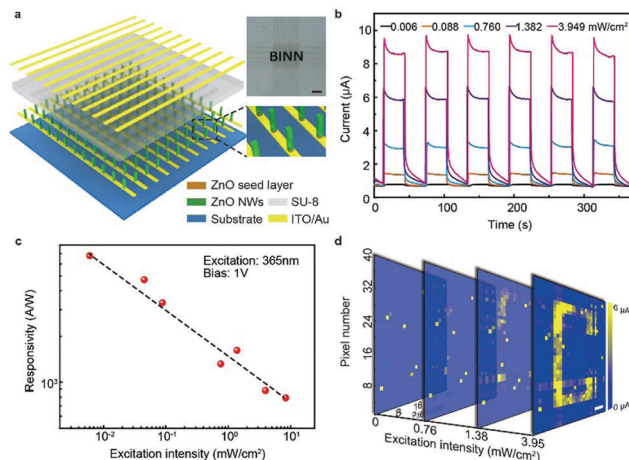 a
BINN
ZnO seed layer
ZnO NWs
SU-8
Substrate
ITO/Au
b
0.006 0.088 0.760 1.382 3.949 mW/cm²
Current (μA)
10
8
6
4
2
0 100 200 300
Time (s)
c
Excitation: 365nm
Bias: 1V
Responsivity (A/W)
10³
10⁻² 10⁻¹ 10⁰ 10¹
Excitation intensity (mW/cm²)
d
Pixel number
40
32
24
16
8
0 8 16
0 0.76 1.38 3.95
Excitation intensity (mW/cm²)
6 μA
0 μA